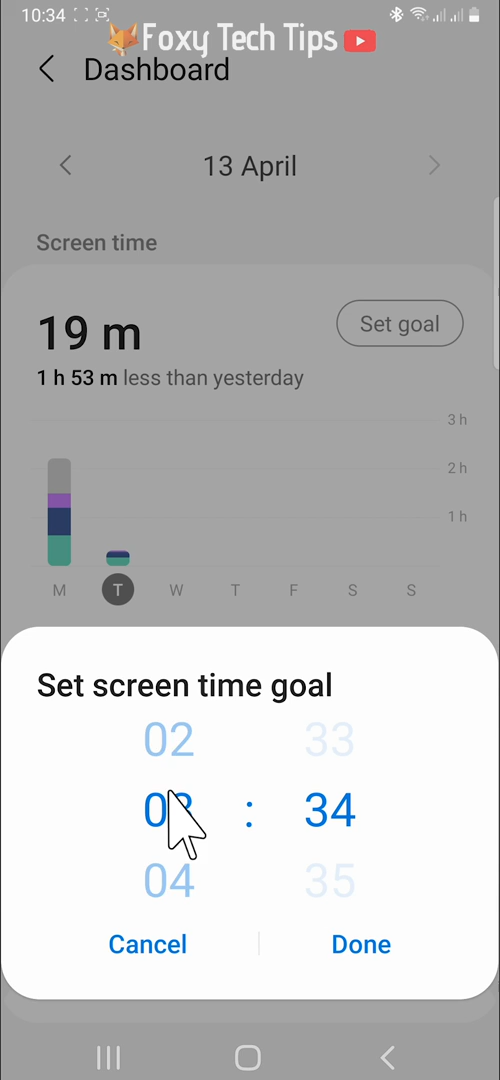 10:34
Foxy Tech Tips
Dashboard
13 April
Screen time
19 m
Set goal
1 h 53 m less than yesterday
3 h
2 h
1 h
M T W T F S S
Set screen time goal
02 33
03 : 34
04 35
Cancel Done